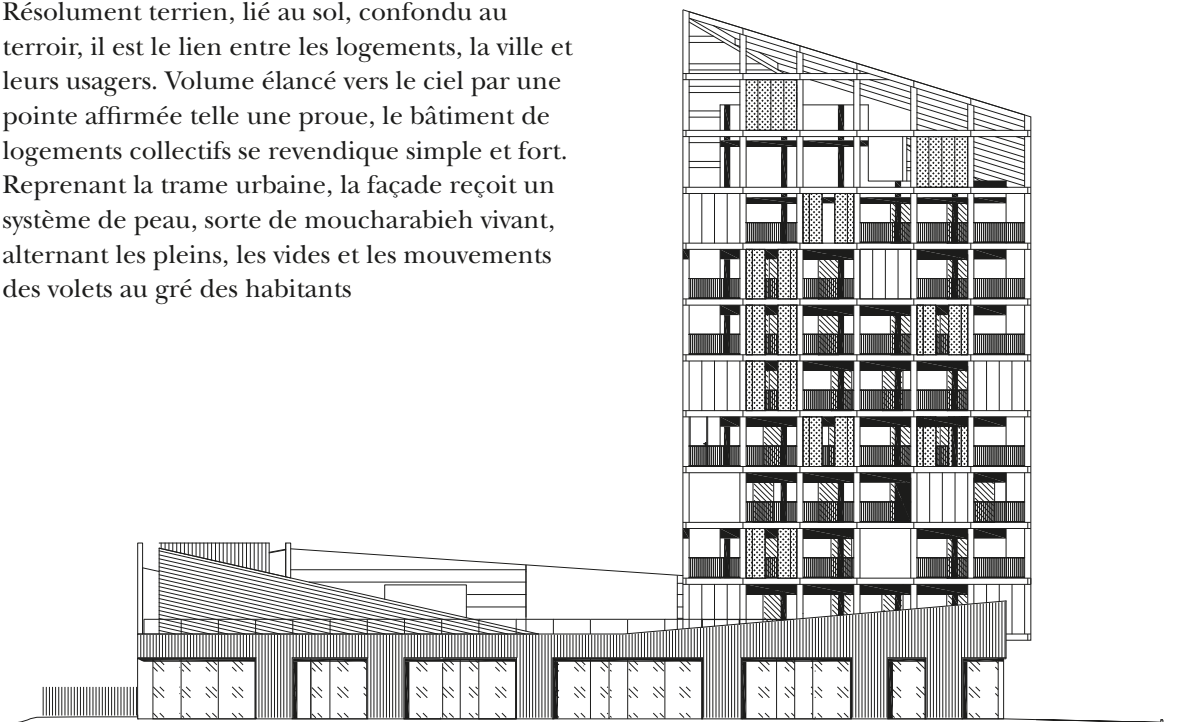 Résolument terrien, lié au sol, confondu au
terroir, il est le lien entre les logements, la ville et
leurs usagers. Volume élancé vers le ciel par une
pointe affirmée telle une proue, le bâtiment de
logements collectifs se revendique simple et fort.
Reprenant la trame urbaine, la façade reçoit un
système de peau, sorte de moucharabieh vivant,
alternant les pleins, les vides et les mouvements
des volets au gré des habitants